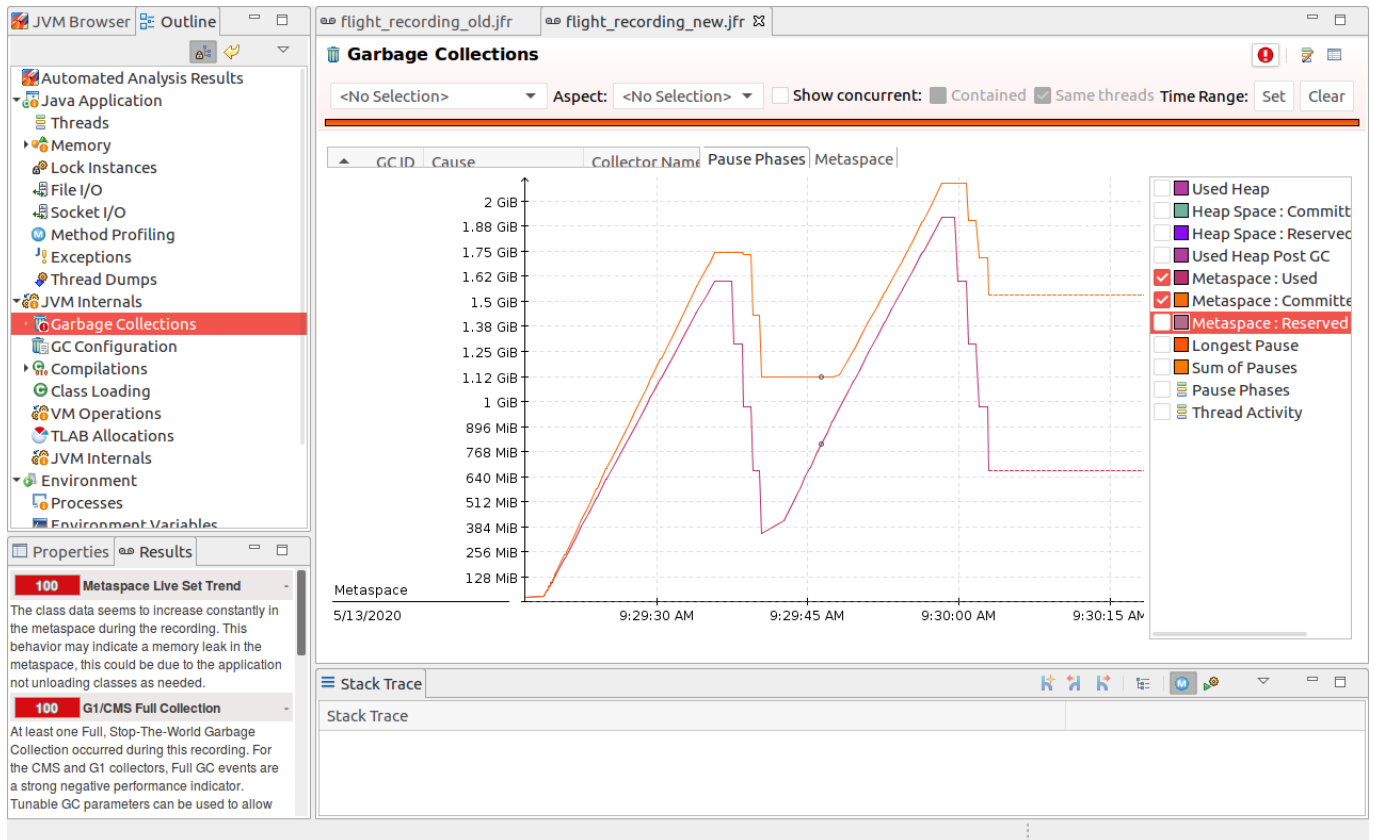 JVM Browser Outline
Automated Analysis Results
Java Application
Threads
Memory
Lock Instances
File I/O
Socket I/O
Method Profiling
Exceptions
Thread Dumps
JVM Internals
Garbage Collections
GC Configuration
Compilations
Class Loading
VM Operations
TLAB Allocations
JVM Internals
Environment
Processes
Environment Variables
Properties Results
100 Metaspace Live Set Trend -
The class data seems to increase constantly in
the metaspace during the recording. This
behavior may indicate a memory leak in the
metaspace, this could be due to the application
not unloading classes as needed.
100 G1/CMS Full Collection -
At least one Full, Stop-The-World Garbage
Collection occurred during this recording. For
the CMS and G1 collectors, Full GC events are
a strong negative performance indicator.
Tunable GC parameters can be used to allow
flight_recording_old.jfr flight_recording_new.jfr
Garbage Collections
<No Selection> Aspect: <No Selection> Show concurrent: Contained Same threads Time Range: Set Clear
GC ID Cause Collector Name Pause Phases Metaspace
2 GiB
1.88 GiB
1.75 GiB
1.62 GiB
1.5 GiB
1.38 GiB
1.25 GiB
1.12 GiB
1 GiB
896 MiB
768 MiB
640 MiB
512 MiB
384 MiB
256 MiB
128 MiB
Metaspace
5/13/2020 9:29:30 AM 9:29:45 AM 9:30:00 AM 9:30:15 AM
Used Heap
Heap Space : Committ
Heap Space : Reserved
Used Heap Post GC
Metaspace : Used
Metaspace : Committe
Metaspace : Reserved
Longest Pause
Sum of Pauses
Pause Phases
Thread Activity
Stack Trace
Stack Trace